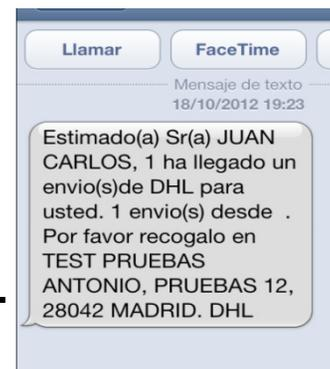 Llamar
FaceTime
Mensaje de texto
18/10/2012 19:23
Estimado(a) Sr(a) JUAN
CARLOS, 1 ha llegado un
envio(s)de DHL para
usted. 1 envio(s) desde  .
Por favor recogalo en
TEST PRUEBAS
ANTONIO, PRUEBAS 12,
28042 MADRID. DHL